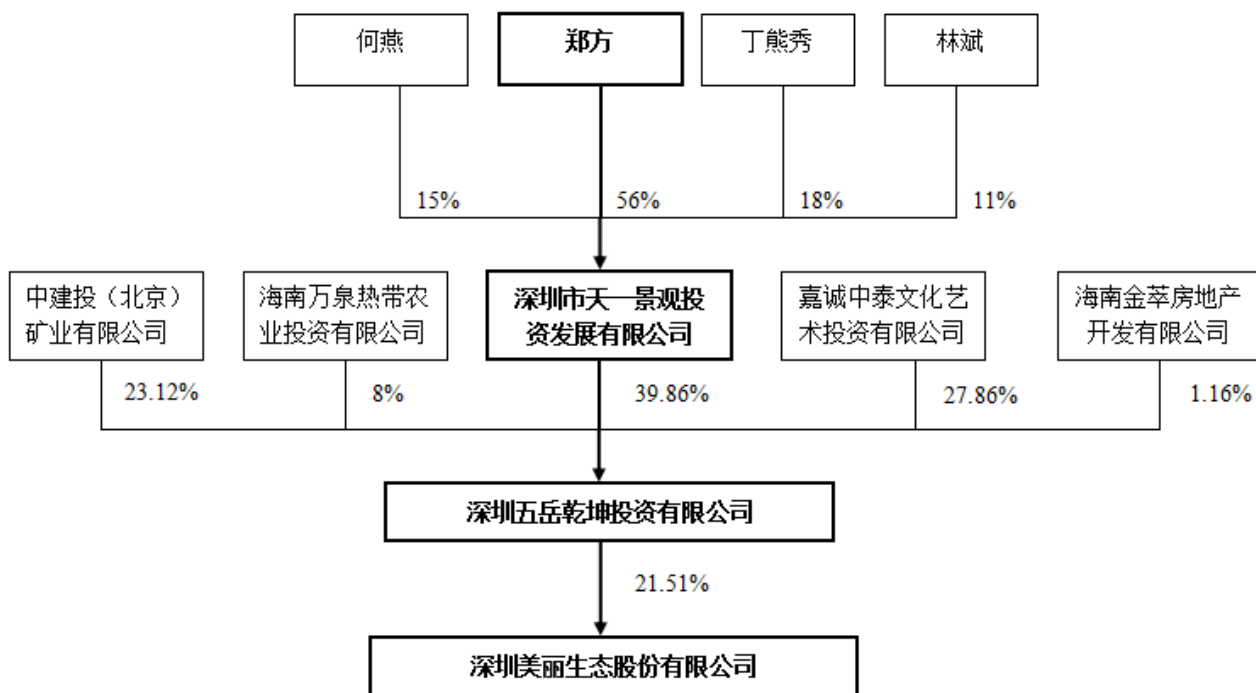 何燕
郑方
丁熊秀
林斌
15%
56%
18%
11%
中建投（北京）
矿业有限公司
海南万泉热带农
业投资有限公司
深圳市天一景观投
资发展有限公司
嘉诚中泰文化艺
术投资有限公司
海南金萃房地产
开发有限公司
23.12%
8%
39.86%
27.86%
1.16%
深圳五岳乾坤投资有限公司
21.51%
深圳美丽生态股份有限公司